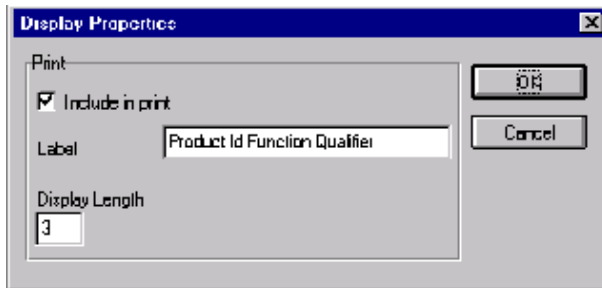 Display Properties
Print
OK
Include in print
Label
Product Id Function Qualifier
Cancel
Display Length
3